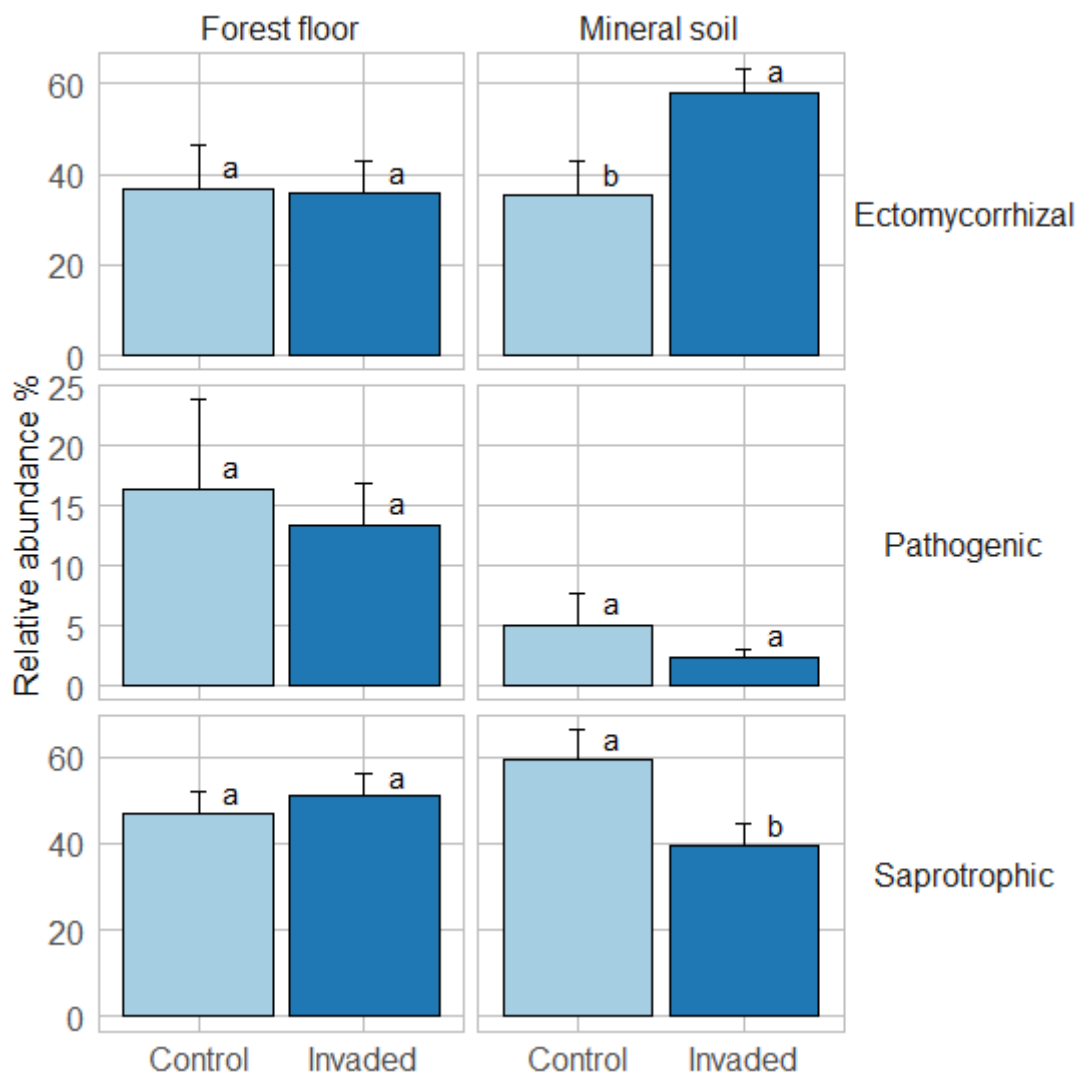 Forest floor
Mineral soil
Relative abundance %
60
40
20
0
a
a
b
a
Ectomycorrhizal
25
20
15
10
5
0
a
a
a
a
Pathogenic
60
40
20
0
a
a
a
b
Saprotrophic
Control
Invaded
Control
Invaded